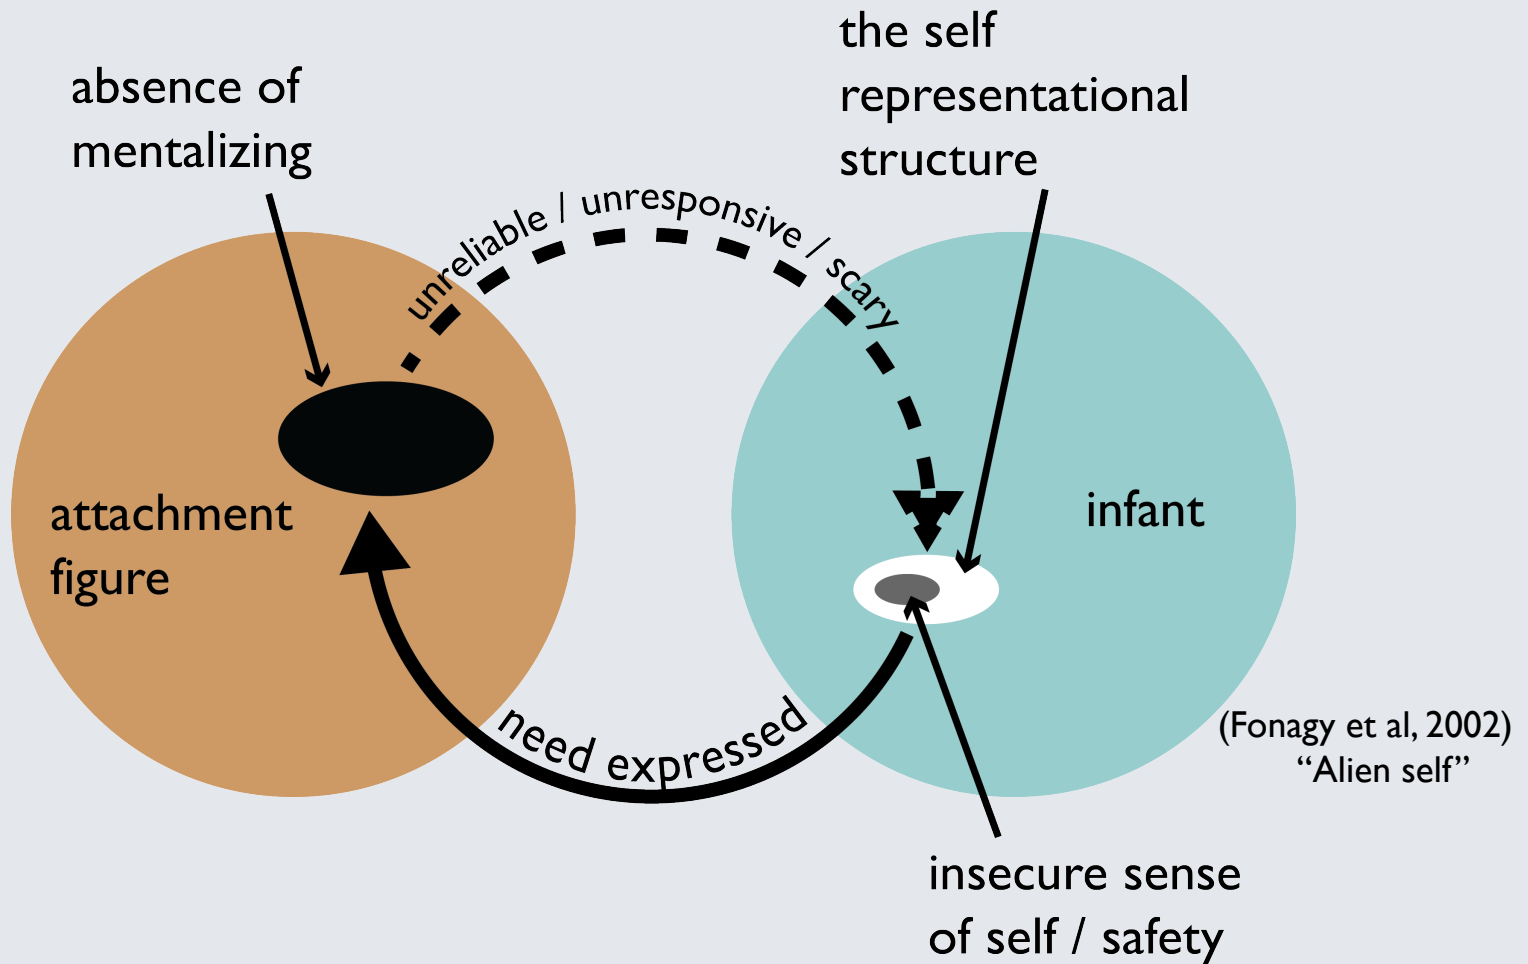 absence of
mentalizing
the self
representational
structure
unreliable / unresponsive / scary
attachment
figure
infant
need expressed
(Fonagy et al, 2002)
“Alien self”
insecure sense
of self / safety